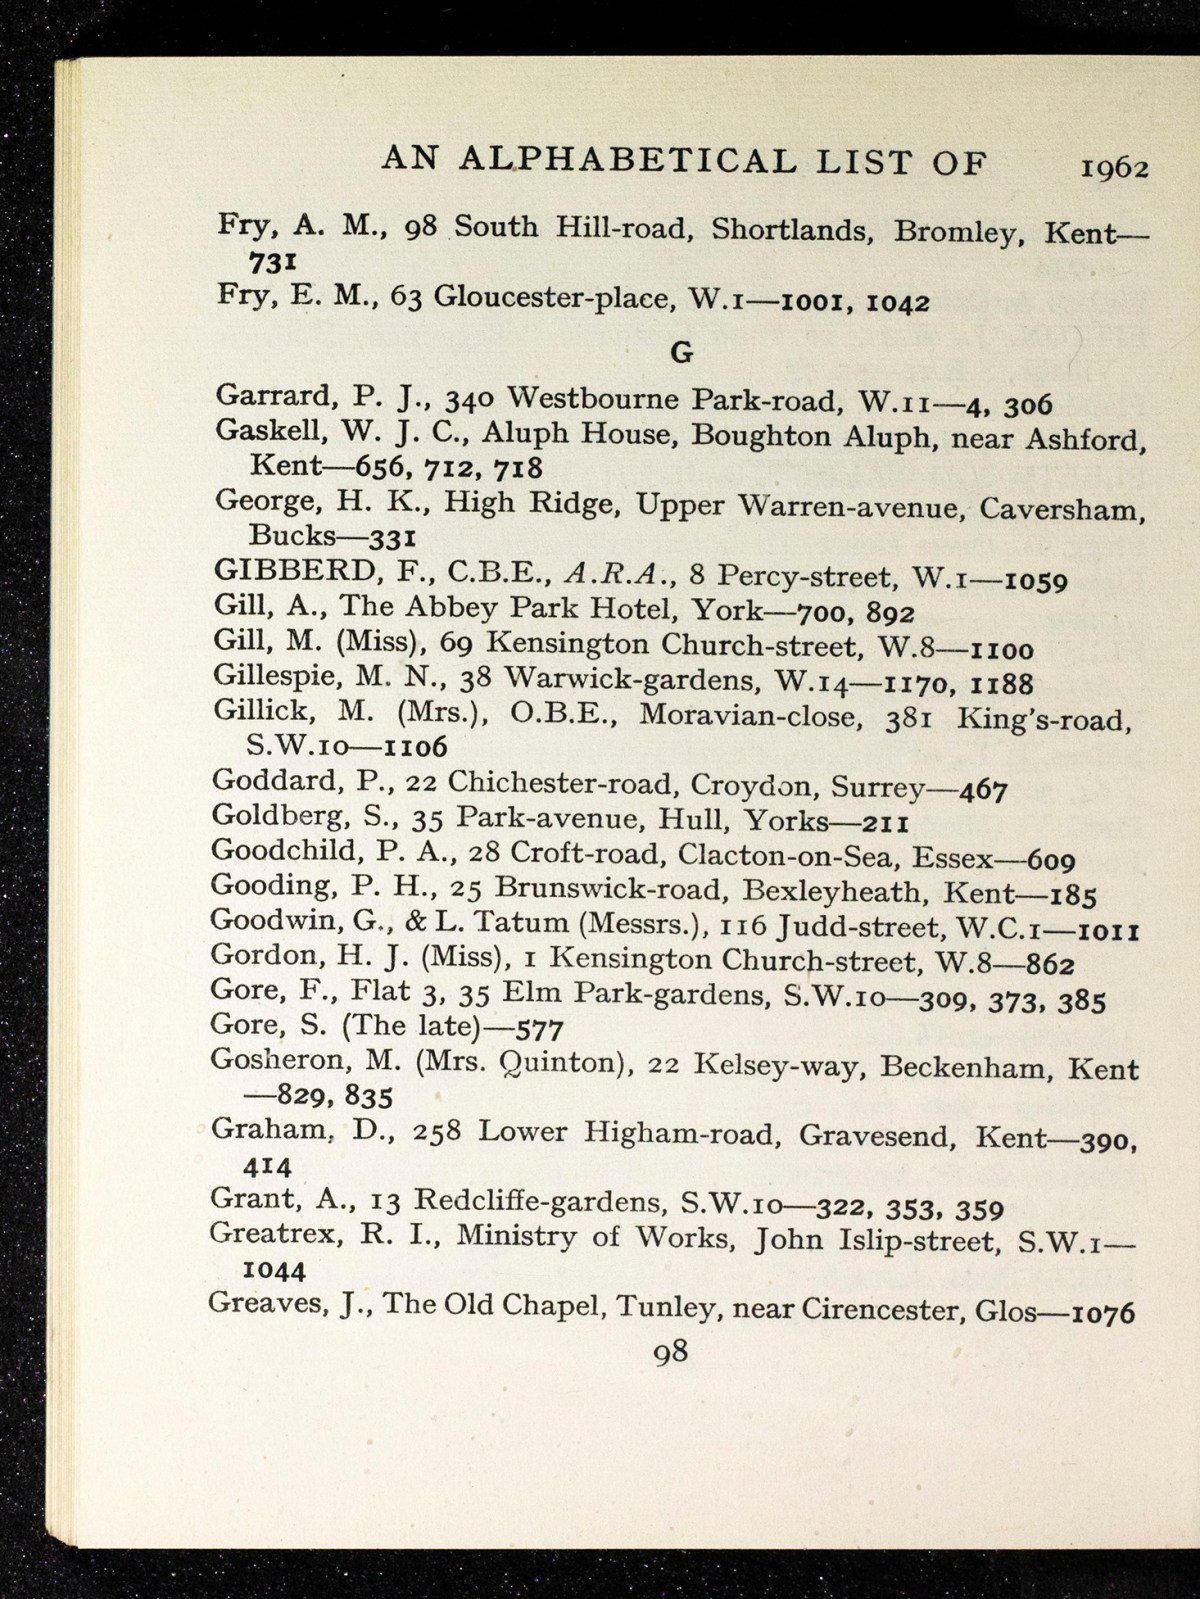 AN ALPHABETICAL LIST OF 1962
Fry, A. M., 98 South Hill-road, Shortlands, Bromley, Kent—
731
Fry, E. M., 63 Gloucester-place, W.1—1001, 1042
G
Garrard, P. J., 340 Westbourne Park-road, W.11—4, 306
Gaskell, W. J. C., Aluph House, Boughton Aluph, near Ashford,
Kent—656, 712, 718
George, H. K., High Ridge, Upper Warren-avenue, Caversham,
Bucks—331
GIBBERD, F., C.B.E., A.R.A., 8 Percy-street, W.1—1059
Gill, A., The Abbey Park Hotel, York—700, 892
Gill, M. (Miss), 69 Kensington Church-street, W.8—1100
Gillespie, M. N., 38 Warwick-gardens, W.14—1170, 1188
Gillick, M. (Mrs.), O.B.E., Moravian-close, 381 King's-road,
S.W.10—1106
Goddard, P., 22 Chichester-road, Croydon, Surrey—467
Goldberg, S., 35 Park-avenue, Hull, Yorks—211
Goodchild, P. A., 28 Croft-road, Clacton-on-Sea, Essex—609
Gooding, P. H., 25 Brunswick-road, Bexleyheath, Kent—185
Goodwin, G., & L. Tatum (Messrs.), 116 Judd-street, W.C.1—1011
Gordon, H. J. (Miss), 1 Kensington Church-street, W.8—862
Gore, F., Flat 3, 35 Elm Park-gardens, S.W.10—309, 373, 385
Gore, S. (The late)—577
Gosheron, M. (Mrs. Quinton), 22 Kelsey-way, Beckenham, Kent
—829, 835
Graham, D., 258 Lower Higham-road, Gravesend, Kent—390,
414
Grant, A., 13 Redcliffe-gardens, S.W.10—322, 353, 359
Greatrex, R. I., Ministry of Works, John Islip-street, S.W.1—
1044
Greaves, J., The Old Chapel, Tunley, near Cirencester, Glos—1076
98